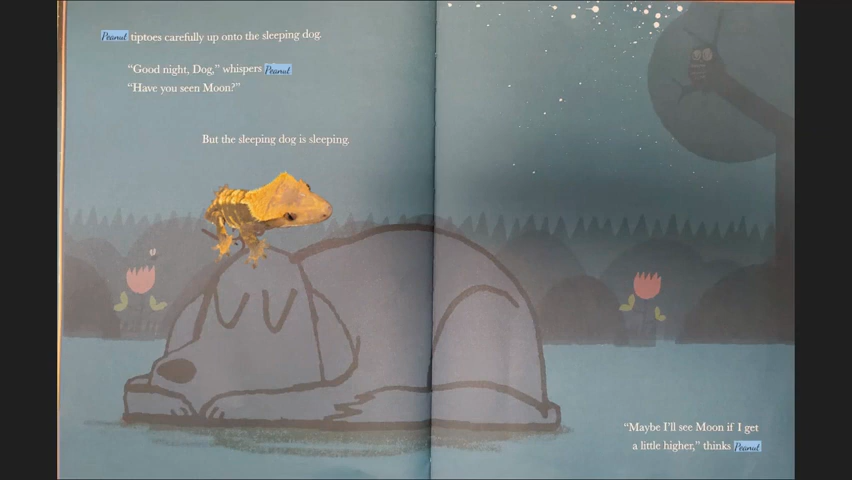 Peanut tiptoes carefully up onto the sleeping dog.
“Good night, Dog,” whispers Peanut
“Have you seen Moon?”
But the sleeping dog is sleeping.
“Maybe I’ll see Moon if I get
a little higher,” thinks Peanut